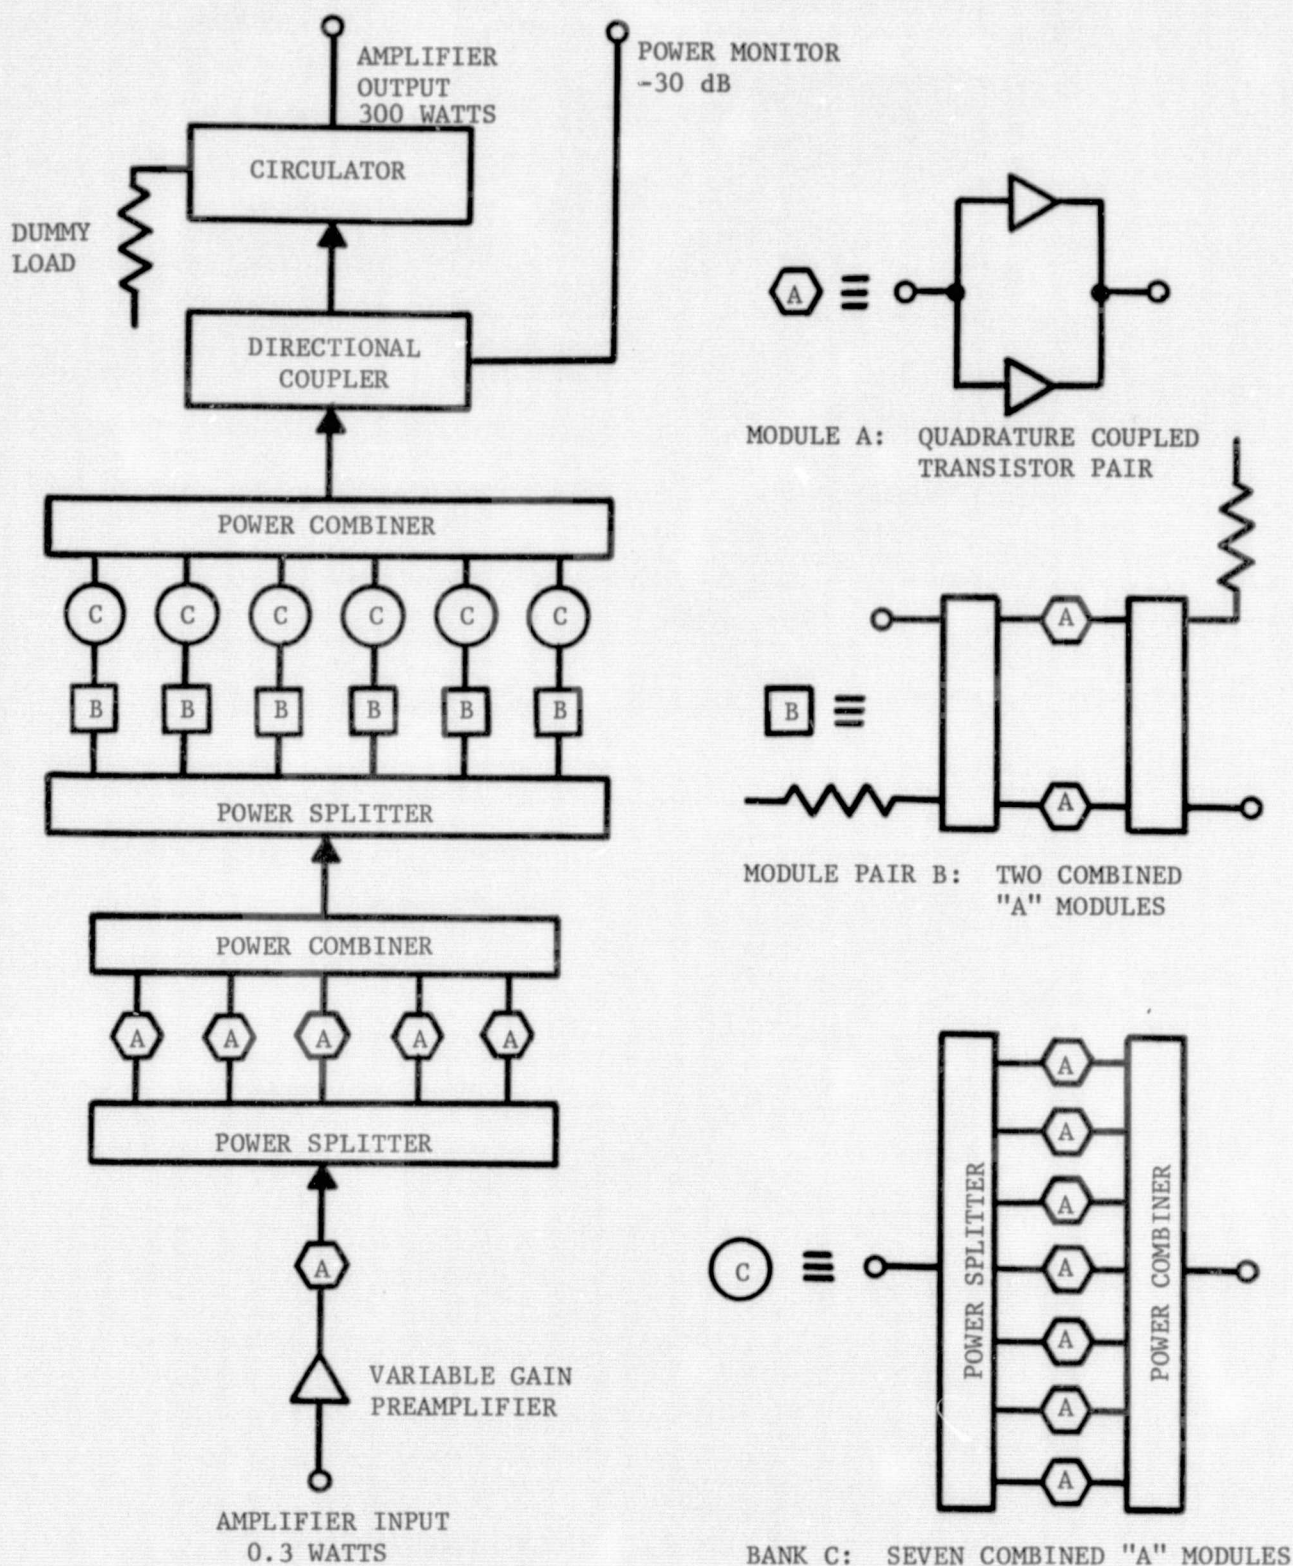 AMPLIFIER
OUTPUT
300 WATTS
POWER MONITOR
-30 dB
CIRCULATOR
DUMMY
LOAD
DIRECTIONAL
COUPLER
POWER COMBINER
C C C C C C
B B B B B B
POWER SPLITTER
POWER COMBINER
A A A A A
POWER SPLITTER
A
VARIABLE GAIN
PREAMPLIFIER
AMPLIFIER INPUT
0.3 WATTS
A
MODULE A: QUADRATURE COUPLED
TRANSISTOR PAIR
A
B
A
MODULE PAIR B: TWO COMBINED
"A" MODULES
C
POWER SPLITTER
A
A
A
A
A
A
A
POWER COMBINER
BANK C: SEVEN COMBINED "A" MODULES